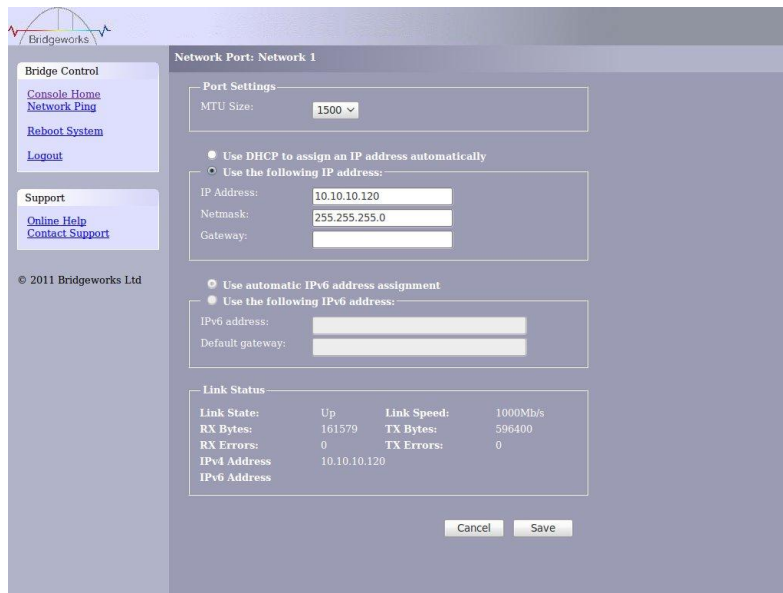 Bridgeworks
Bridge Control
Console Home
Network Ping
Reboot System
Logout
Support
Online Help
Contact Support
© 2011 Bridgeworks Ltd
Network Port: Network 1
Port Settings
MTU Size: 1500
Use DHCP to assign an IP address automatically
Use the following IP address:
IP Address: 10.10.10.120
Netmask: 255.255.255.0
Gateway:
Use automatic IPv6 address assignment
Use the following IPv6 address:
IPv6 address:
Default gateway:
Link Status
Link State: Up Link Speed: 1000Mb/s
RX Bytes: 161579 TX Bytes: 596400
RX Errors: 0 TX Errors: 0
IPv4 Address 10.10.10.120
IPv6 Address
Cancel Save